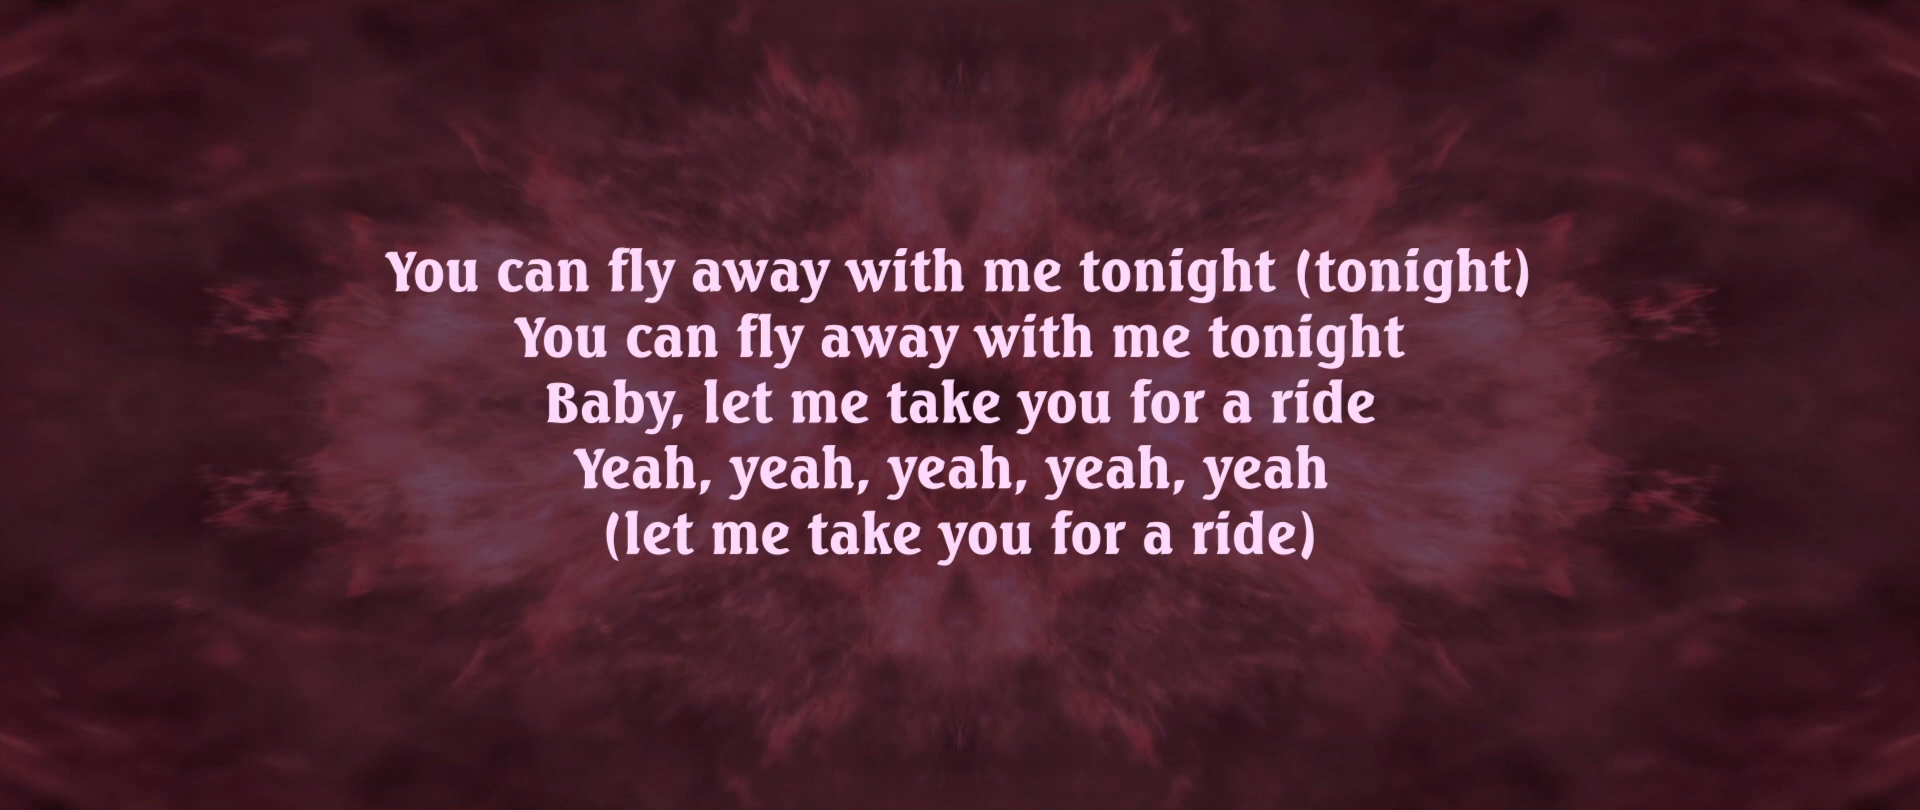 You can fly away with me tonight (tonight)
You can fly away with me tonight
Baby, let me take you for a ride
Yeah, yeah, yeah, yeah, yeah
(let me take you for a ride)